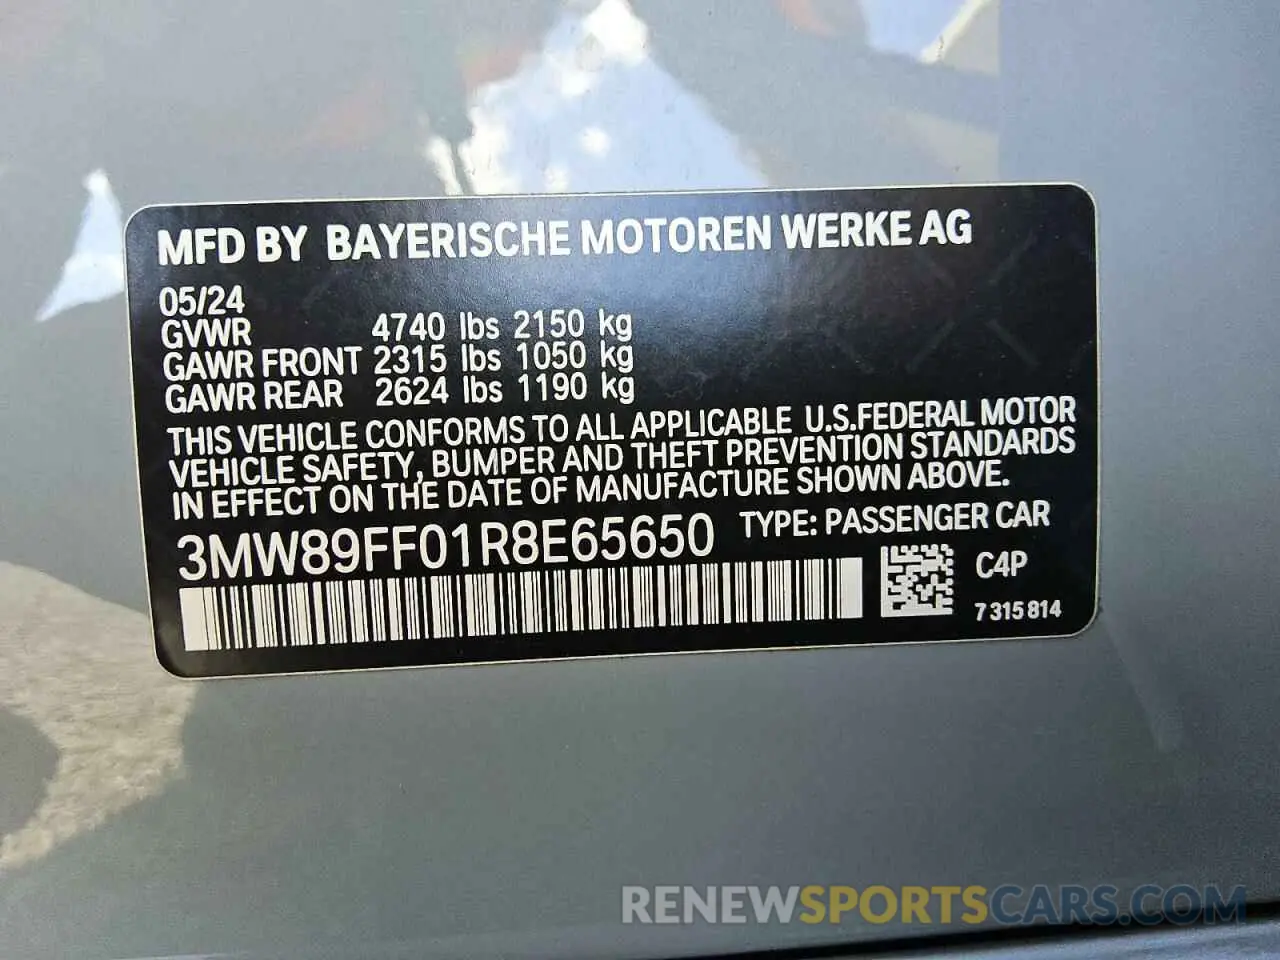 MFD BY BAYERISCHE MOTOREN WERKE AG
05/24
GVWR 4740 lbs 2150 kg
GAWR FRONT 2315 lbs 1050 kg
GAWR REAR 2624 lbs 1190 kg
THIS VEHICLE CONFORMS TO ALL APPLICABLE U.S.FEDERAL MOTOR
VEHICLE SAFETY, BUMPER AND THEFT PREVENTION STANDARDS
IN EFFECT ON THE DATE OF MANUFACTURE SHOWN ABOVE.
3MW89FF01R8E65650 TYPE: PASSENGER CAR
C4P
7 315 814
RENEWSPORTSCARS.COM